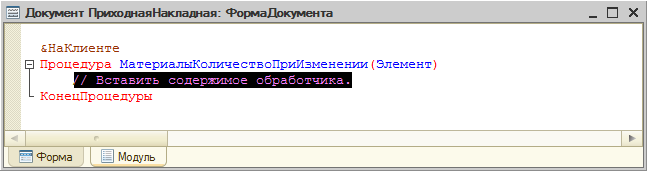 Документ ПриходнаяНакладная: ФормаДокумента
&НаКлиенте
Процедура МатериалыКоличествоПриИзменении(Элемент)
// Вставить содержимое обработчика.
КонецПроцедуры
Форма Модуль